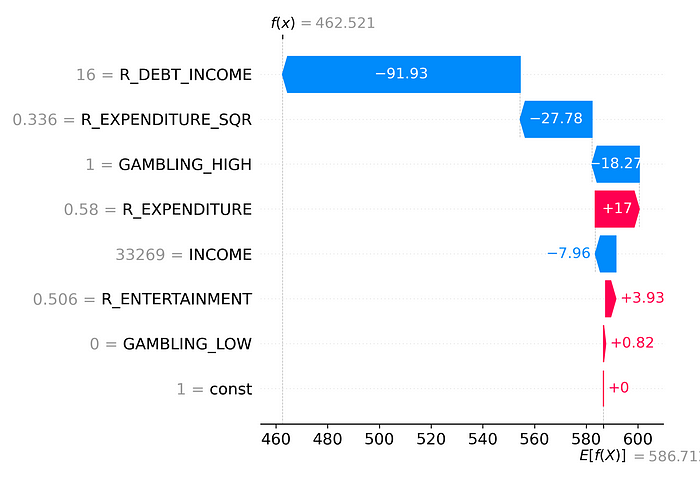 f(x) = 462.521
16 = R_DEBT_INCOME −91.93
0.336 = R_EXPENDITURE_SQR −27.78
1 = GAMBLING_HIGH −18.27
0.58 = R_EXPENDITURE +17
33269 = INCOME −7.96
0.506 = R_ENTERTAINMENT +3.93
0 = GAMBLING_LOW +0.82
1 = const +0
460 480 500 520 540 560 580 600
E[f(X)] = 586.71